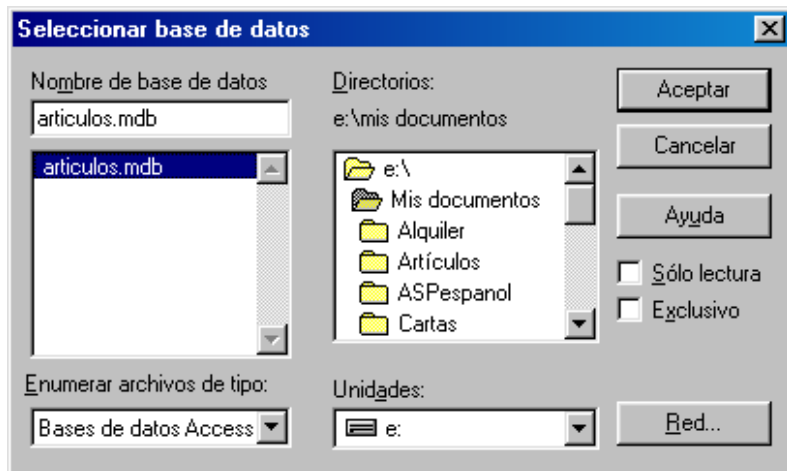 Seleccionar base de datos
Nombre de base de datos
articulos.mdb
articulos.mdb
Enumerar archivos de tipo:
Bases de datos Access
Directorios:
e:\mis documentos
e:\
Mis documentos
Alquiler
Artículos
ASPespanol
Cartas
Unidades:
e:
Aceptar
Cancelar
Ayuda
Sólo lectura
Exclusivo
Red...